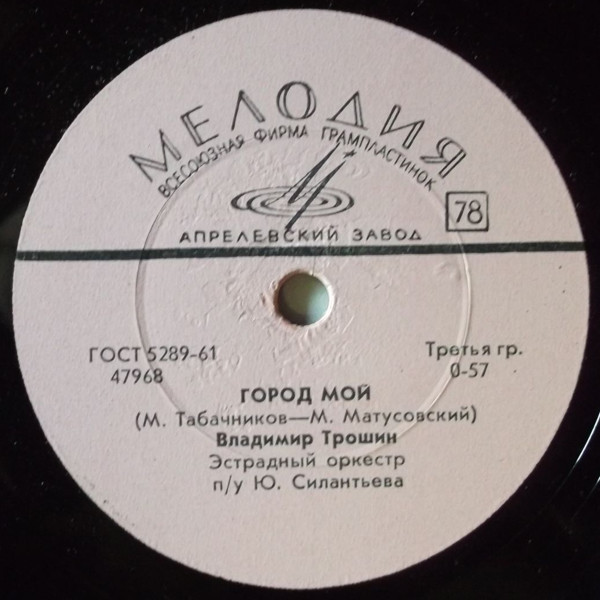 МЕЛОДИЯ
ВСЕСОЮЗНАЯ ФИРМА ГРАМПЛАСТИНОК
78
АПРЕЛЕВСКИЙ ЗАВОД
ГОСТ 5289-61
47968
Третья гр.
0-57
ГОРОД МОЙ
(М. Табачников—М. Матусовский)
Владимир Трошин
Эстрадный оркестр
п/у Ю. Силантьева